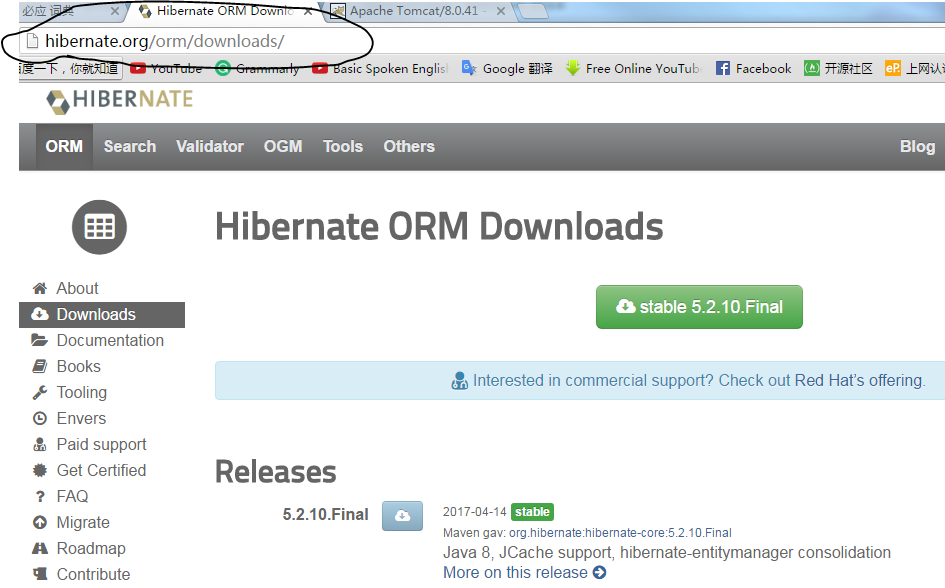 必应 词典
Hibernate ORM Downlo
Apache Tomcat/8.0.41 -
hibernate.org/orm/downloads/
百度一下，你就知道 YouTube Grammarly Basic Spoken Englis Google 翻译 Free Online YouTub Facebook 开源社区 eP 上网认
HIBERNATE
ORM Search Validator OGM Tools Others Blog
Hibernate ORM Downloads
About
Downloads
Documentation
Books
Tooling
Envers
Paid support
Get Certified
FAQ
Migrate
Roadmap
Contribute
stable 5.2.10.Final
Interested in commercial support? Check out Red Hat's offering.
Releases
5.2.10.Final
2017-04-14 stable
Maven gav: org.hibernate:hibernate-core:5.2.10.Final
Java 8, JCache support, hibernate-entitymanager consolidation
More on this release